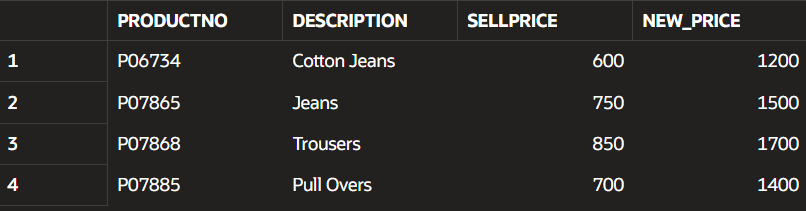 PRODUCTNO DESCRIPTION SELLPRICE NEW_PRICE
1 P06734 Cotton Jeans 600 1200
2 P07865 Jeans 750 1500
3 P07868 Trousers 850 1700
4 P07885 Pull Overs 700 1400